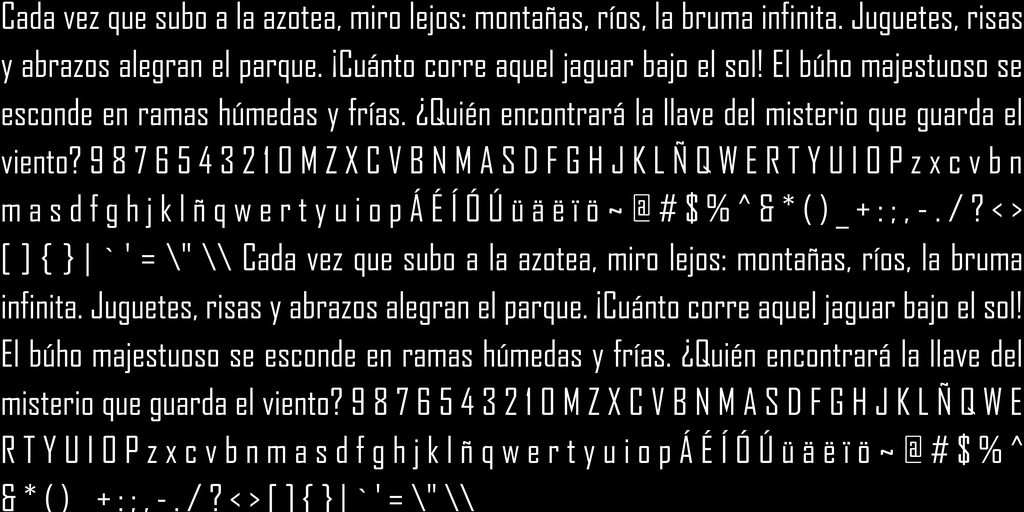 Cada vez que subo a la azotea, miro lejos: montañas, ríos, la bruma infinita. Juguetes, risas
y abrazos alegran el parque. ¡Cuánto corre aquel jaguar bajo el sol! El búho majestuoso se
esconde en ramas húmedas y frías. ¿Quién encontrará la llave del misterio que guarda el
viento? 9 8 7 6 5 4 3 2 1 0 M Z X C V B N M A S D F G H J K L Ñ Q W E R T Y U I O P z x c v b n
m a s d f g h j k l ñ q w e r t y u i o p Á É Í Ó Ú ü ä ë ï ö ~ @ # $ % ^ & * ( ) _ + : ; , - . / ? < >
[ ] { } | ` ' = \" \\ Cada vez que subo a la azotea, miro lejos: montañas, ríos, la bruma
infinita. Juguetes, risas y abrazos alegran el parque. ¡Cuánto corre aquel jaguar bajo el sol!
El búho majestuoso se esconde en ramas húmedas y frías. ¿Quién encontrará la llave del
misterio que guarda el viento? 9 8 7 6 5 4 3 2 1 0 M Z X C V B N M A S D F G H J K L Ñ Q W E
R T Y U I O P z x c v b n m a s d f g h j k l ñ q w e r t y u i o p Á É Í Ó Ú ü ä ë ï ö ~ @ # $ % ^
& * ( ) + : ; , - . / ? < > [ ] { } | ` ' = \" \\